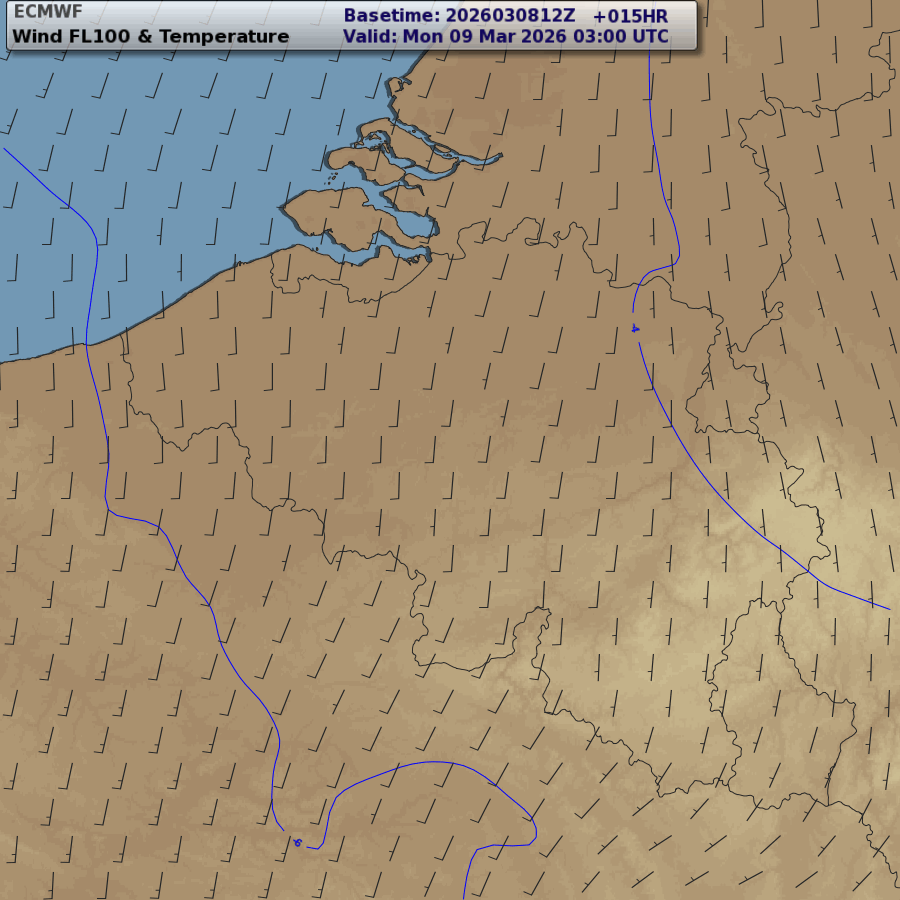 ECMWF
Basetime: 2026030812Z +015HR
Wind FL100 & Temperature
Valid: Mon 09 Mar 2026 03:00 UTC